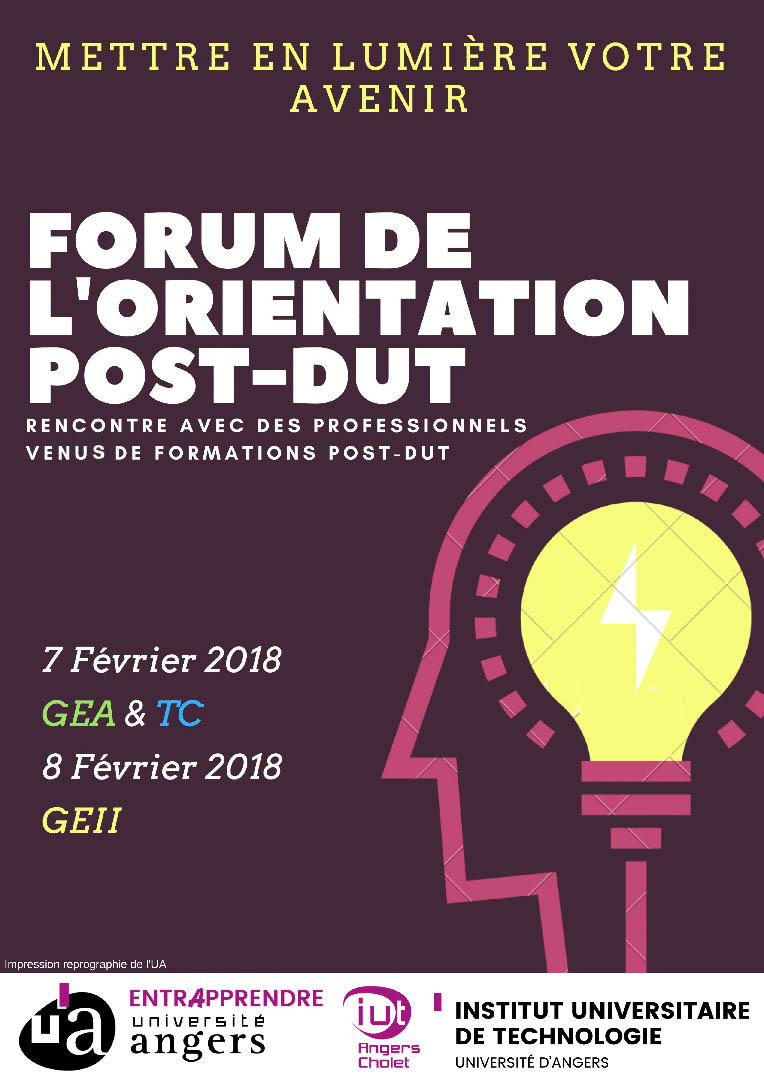 METTRE EN LUMIÈRE VOTRE
AVENIR
FORUM DE
L'ORIENTATION
POST-DUT
RENCONTRE AVEC DES PROFESSIONNELS
VENUS DE FORMATIONS POST-DUT
7 Février 2018
GEA & TC
8 Février 2018
GEII
Impression reprographie de l'UA
ua
ENTRAPPRENDRE
université
angers
iut
Angers
Cholet
INSTITUT UNIVERSITAIRE
DE TECHNOLOGIE
UNIVERSITÉ D'ANGERS